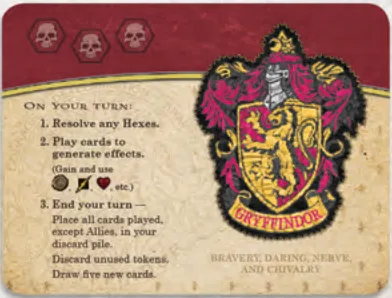 ON YOUR TURN:
1. Resolve any Hexes.
2. Play cards to
generate effects.
(Gain and use
, , , etc.)
3. End your turn —
Place all cards played,
except Allies, in your
discard pile.
Discard unused tokens.
Draw five new cards.
GRYFFINDOR
BRAVERY, DARING, NERVE,
AND CHIVALRY